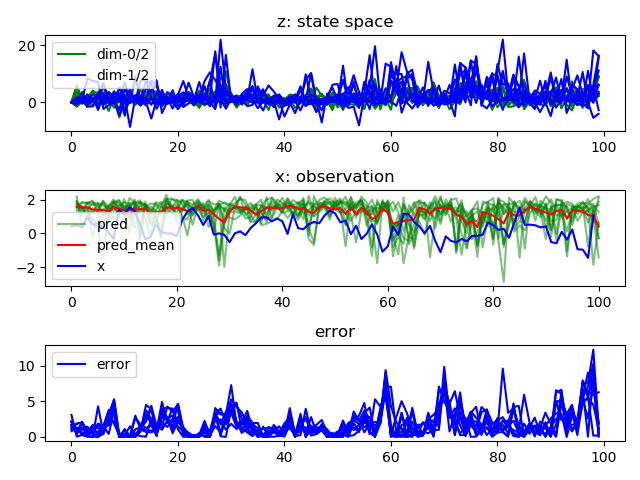 z: state space
20
0
dim-0/2
dim-1/2
0 20 40 60 80 100
x: observation
2
0
−2
pred
pred_mean
x
0 20 40 60 80 100
error
10
5
0
error
0 20 40 60 80 100